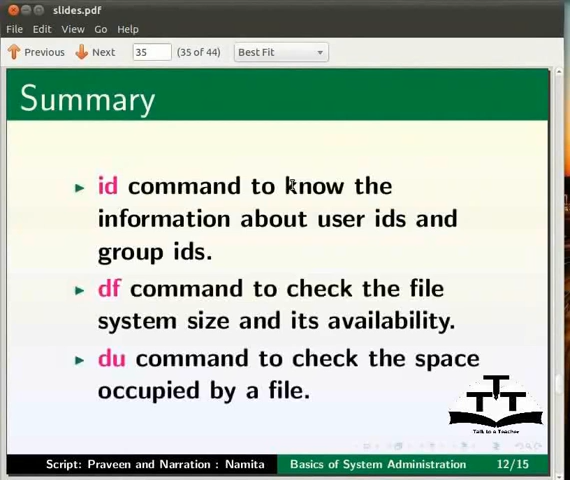 slides.pdf
File Edit View Go Help
Previous Next 35 (35 of 44) Best Fit
Summary
id command to know the
information about user ids and
group ids.
df command to check the file
system size and its availability.
du command to check the space
occupied by a file.
TTT
Talk to a Teacher
Script: Praveen and Narration : Namita Basics of System Administration 12/15